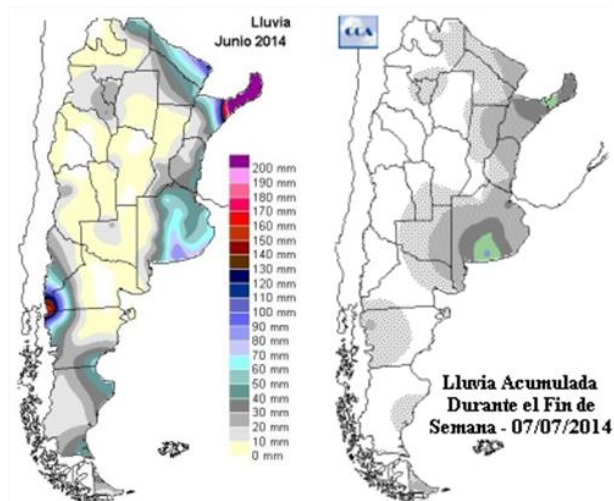 Lluvia
Junio 2014
200 mm
190 mm
180 mm
170 mm
160 mm
150 mm
140 mm
130 mm
120 mm
110 mm
100 mm
90 mm
80 mm
70 mm
60 mm
50 mm
40 mm
30 mm
20 mm
10 mm
0 mm
CCA
Lluvia Acumulada
Durante el Fin de
Semana - 07/07/2014